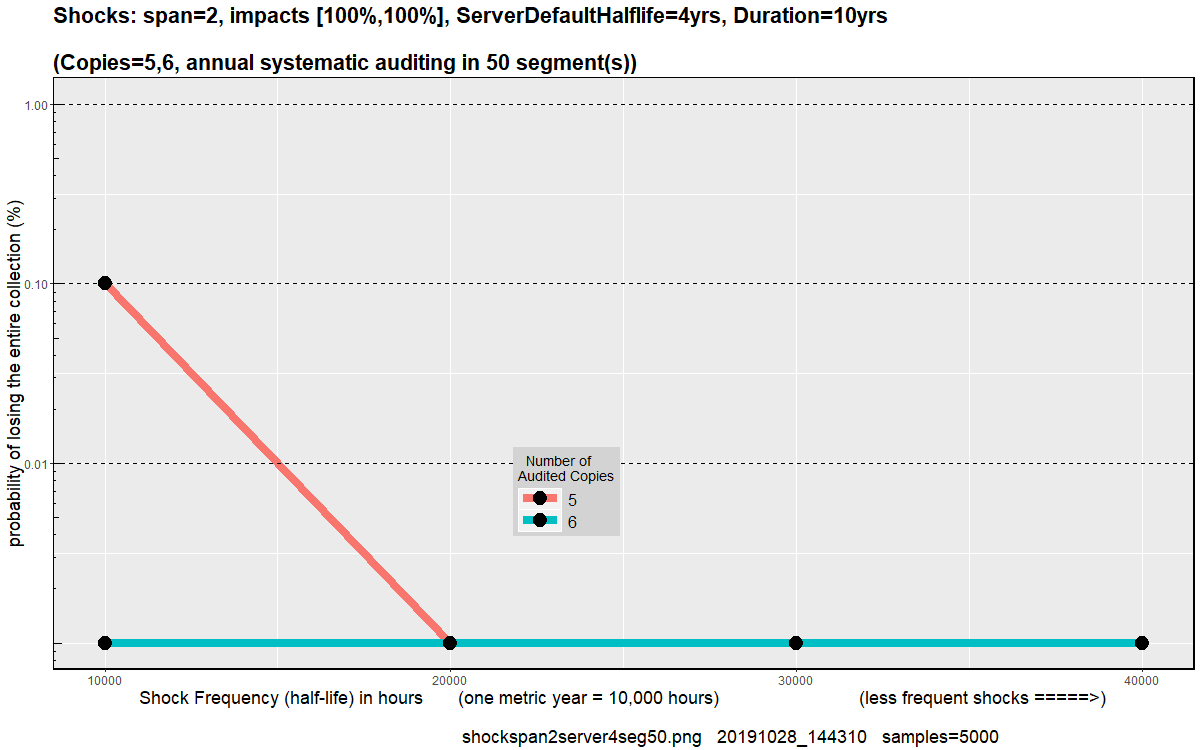 Shocks: span=2, impacts [100%,100%], ServerDefaultHalflife=4yrs, Duration=10yrs
(Copies=5,6, annual systematic auditing in 50 segment(s))
probability of losing the entire collection (%)
1.00
0.10
0.01
Number of
Audited Copies
5
6
10000 20000 30000 40000
Shock Frequency (half-life) in hours (one metric year = 10,000 hours) (less frequent shocks =====>)
shockspan2server4seg50.png 20191028_144310 samples=5000